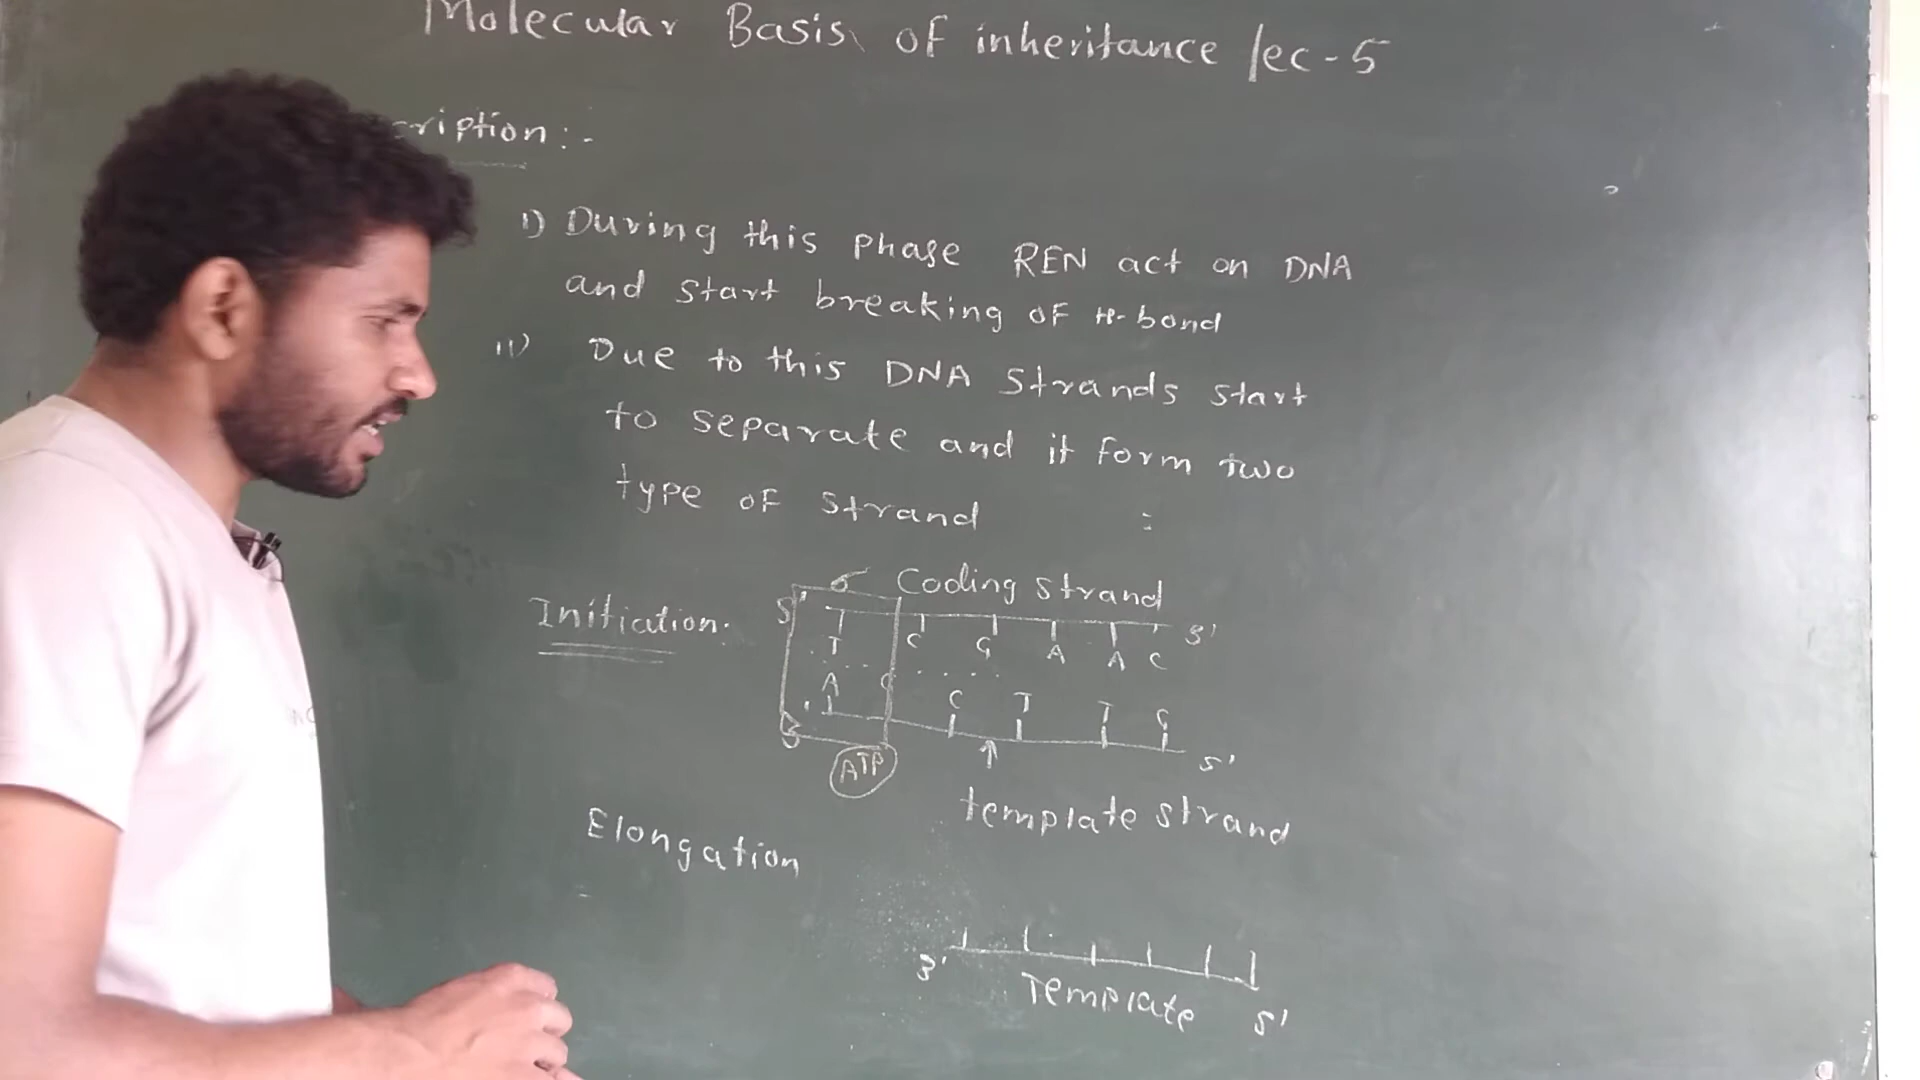 Molecular Basis of inheritance lec-5
cription:-
i) During this phase REN act on DNA
and start breaking of H-bond
ii) Due to this DNA strands start
to separate and it form two
type of strand :
σ Coding strand
Initiation. 5' 3'
T C G A A C
A G C T T G
5'
ATP
template strand
Elongation
3' Template 5'